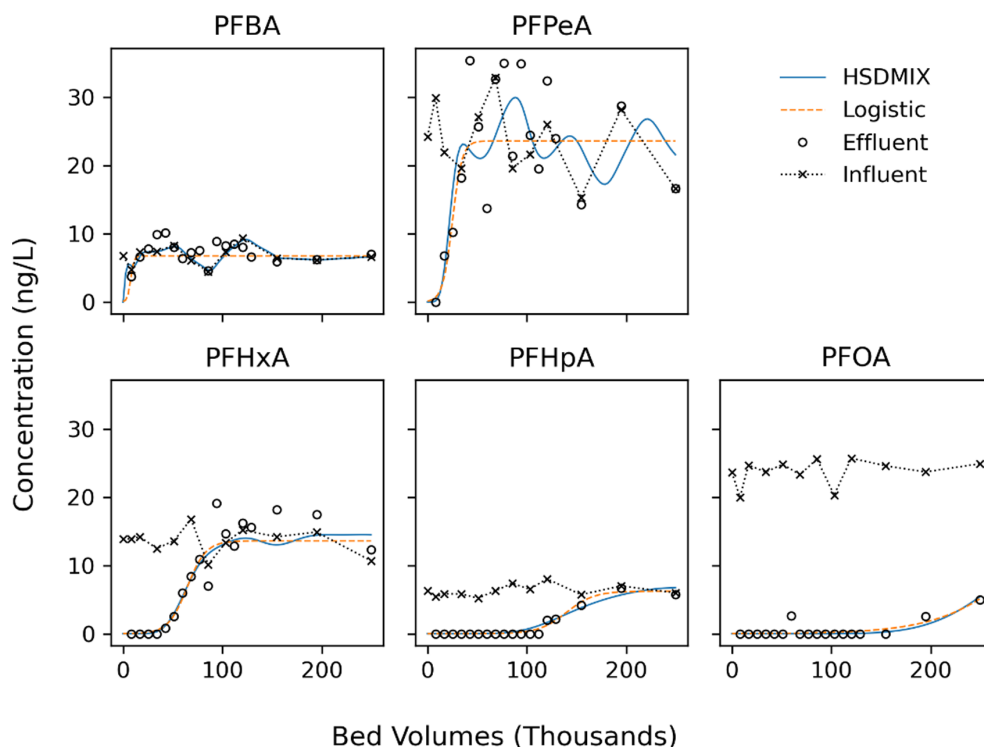 PFBA
PFPeA
30
20
10
0
HSDMIX
Logistic
Effluent
Influent
Concentration (ng/L)
PFHxA
PFHpA
PFOA
30
20
10
0
0
100
200
0
100
200
0
100
200
Bed Volumes (Thousands)